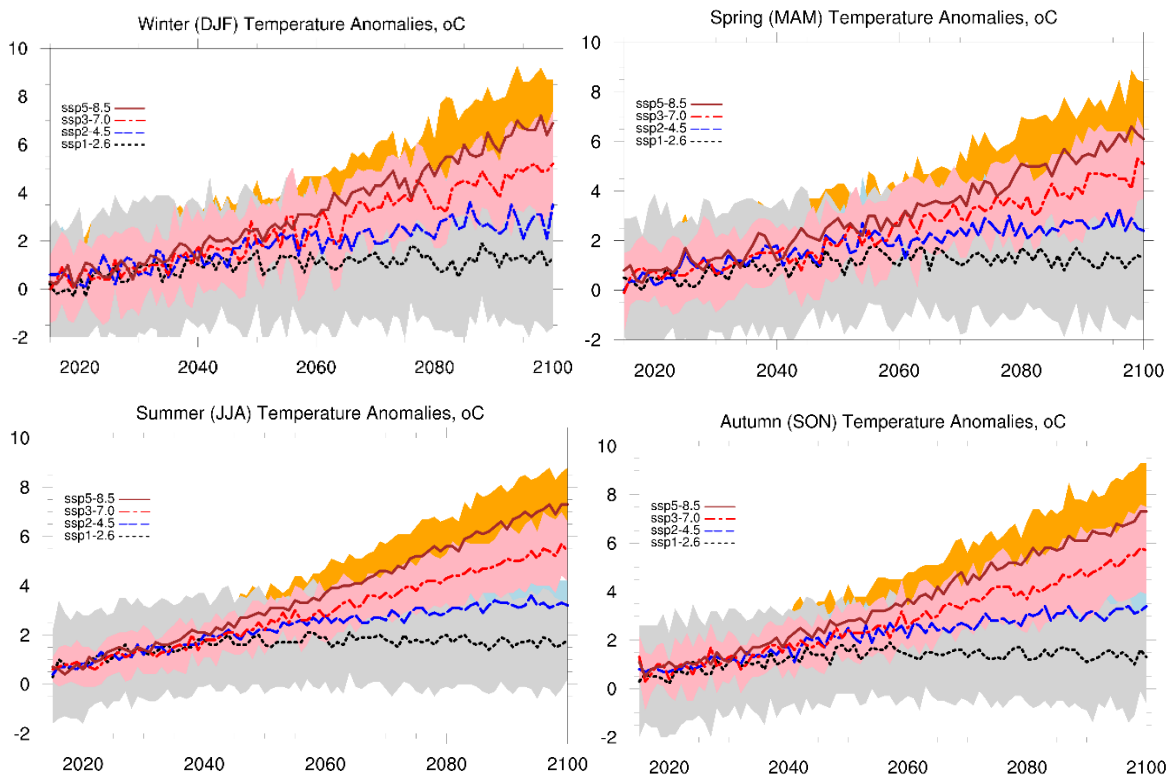 Winter (DJF) Temperature Anomalies, oC
10
8
6
4
2
0
-2
ssp5-8.5
ssp3-7.0
ssp2-4.5
ssp1-2.6
2020 2040 2060 2080 2100
Spring (MAM) Temperature Anomalies, oC
10
8
6
4
2
0
-2
ssp5-8.5
ssp3-7.0
ssp2-4.5
ssp1-2.6
2020 2040 2060 2080 2100
Summer (JJA) Temperature Anomalies, oC
10
8
6
4
2
0
-2
ssp5-8.5
ssp3-7.0
ssp2-4.5
ssp1-2.6
2020 2040 2060 2080 2100
Autumn (SON) Temperature Anomalies, oC
10
8
6
4
2
0
-2
ssp5-8.5
ssp3-7.0
ssp2-4.5
ssp1-2.6
2020 2040 2060 2080 2100